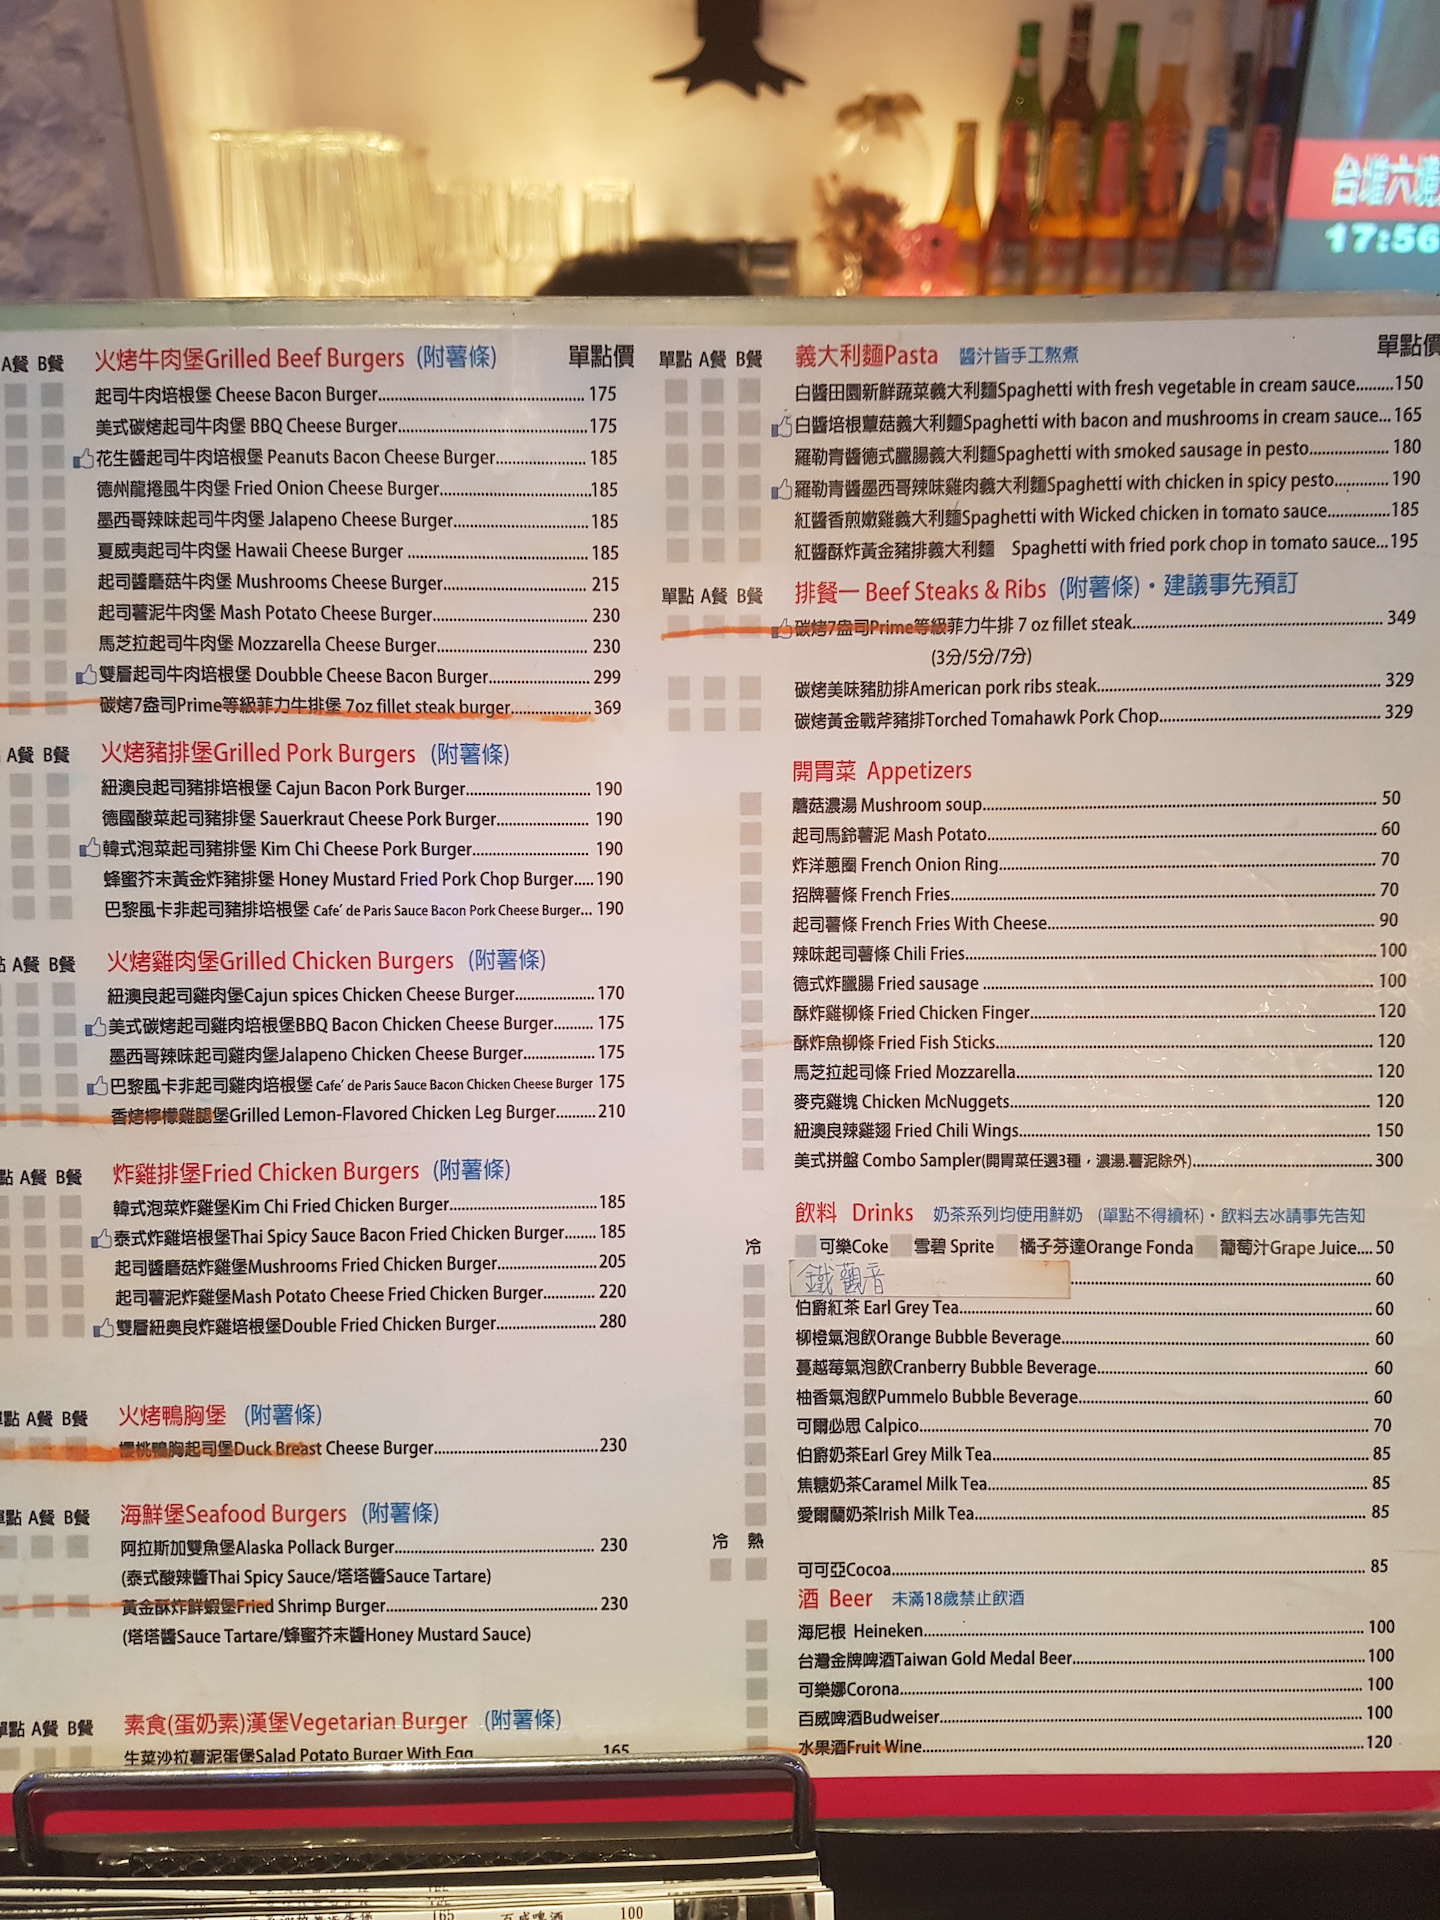 台灣六
17:56
A餐 B餐 火烤牛肉堡Grilled Beef Burgers (附薯條) 單點價
起司牛肉培根堡 Cheese Bacon Burger 175
美式碳烤起司牛肉堡 BBQ Cheese Burger 175
花生醬起司牛肉培根堡 Peanuts Bacon Cheese Burger 185
德州龍捲風牛肉堡 Fried Onion Cheese Burger 185
墨西哥辣味起司牛肉堡 Jalapeno Cheese Burger 185
夏威夷起司牛肉堡 Hawaii Cheese Burger 185
起司醬蘑菇牛肉堡 Mushrooms Cheese Burger 215
起司薯泥牛肉堡 Mash Potato Cheese Burger 230
馬芝拉起司牛肉堡 Mozzarella Cheese Burger 230
雙層起司牛肉培根堡 Doubble Cheese Bacon Burger 299
碳烤7盎司Prime等級菲力牛排堡 7oz fillet steak burger 369
A餐 B餐 火烤豬排堡Grilled Pork Burgers (附薯條)
紐澳良起司豬排培根堡 Cajun Bacon Pork Burger 190
德國酸菜起司豬排堡 Sauerkraut Cheese Pork Burger 190
韓式泡菜起司豬排堡 Kim Chi Cheese Pork Burger 190
蜂蜜芥末黃金炸豬排堡 Honey Mustard Fried Pork Chop Burger 190
巴黎風卡非起司豬排培根堡 Cafe´ de Paris Sauce Bacon Pork Cheese Burger 190
點 A餐 B餐 火烤雞肉堡Grilled Chicken Burgers (附薯條)
紐澳良起司雞肉堡Cajun spices Chicken Cheese Burger 170
美式碳烤起司雞肉培根堡BBQ Bacon Chicken Cheese Burger 175
墨西哥辣味起司雞肉堡Jalapeno Chicken Cheese Burger 175
巴黎風卡非起司雞肉培根堡 Cafe´ de Paris Sauce Bacon Chicken Cheese Burger 175
香烤檸檬雞腿堡Grilled Lemon-Flavored Chicken Leg Burger 210
點 A餐 B餐 炸雞排堡Fried Chicken Burgers (附薯條)
韓式泡菜炸雞堡Kim Chi Fried Chicken Burger 185
泰式炸雞培根堡Thai Spicy Sauce Bacon Fried Chicken Burger 185
起司醬蘑菇炸雞堡Mushrooms Fried Chicken Burger 205
起司薯泥炸雞堡Mash Potato Cheese Fried Chicken Burger 220
雙層紐奧良炸雞培根堡Double Fried Chicken Burger 280
單點 A餐 B餐 火烤鴨胸堡 (附薯條)
櫻桃鴨胸起司堡Duck Breast Cheese Burger 230
單點 A餐 B餐 海鮮堡Seafood Burgers (附薯條)
阿拉斯加雙魚堡Alaska Pollack Burger 230
(泰式酸辣醬Thai Spicy Sauce/塔塔醬Sauce Tartare)
黃金酥炸鮮蝦堡Fried Shrimp Burger 230
(塔塔醬Sauce Tartare/蜂蜜芥末醬Honey Mustard Sauce)
單點 A餐 B餐 素食(蛋奶素)漢堡Vegetarian Burger (附薯條)
生菜沙拉薯泥蛋堡Salad Potato Burger With Egg 165
單點 A餐 B餐 義大利麵Pasta 醬汁皆手工熬煮 單點價
白醬田園新鮮蔬菜義大利麵Spaghetti with fresh vegetable in cream sauce 150
白醬培根蕈菇義大利麵Spaghetti with bacon and mushrooms in cream sauce 165
羅勒青醬德式臘腸義大利麵Spaghetti with smoked sausage in pesto 180
羅勒青醬墨西哥辣味雞肉義大利麵Spaghetti with chicken in spicy pesto 190
紅醬香煎嫩雞義大利麵Spaghetti with Wicked chicken in tomato sauce 185
紅醬酥炸黃金豬排義大利麵 Spaghetti with fried pork chop in tomato sauce 195
單點 A餐 B餐 排餐一 Beef Steaks & Ribs (附薯條)・建議事先預訂
碳烤7盎司Prime等級菲力牛排 7 oz fillet steak 349
(3分/5分/7分)
碳烤美味豬肋排American pork ribs steak 329
碳烤黃金戰斧豬排Torched Tomahawk Pork Chop 329
開胃菜 Appetizers
蘑菇濃湯 Mushroom soup 50
起司馬鈴薯泥 Mash Potato 60
炸洋蔥圈 French Onion Ring 70
招牌薯條 French Fries 70
起司薯條 French Fries With Cheese 90
辣味起司薯條 Chili Fries 100
德式炸臘腸 Fried sausage 100
酥炸雞柳條 Fried Chicken Finger 120
酥炸魚柳條 Fried Fish Sticks 120
馬芝拉起司條 Fried Mozzarella 120
麥克雞塊 Chicken McNuggets 120
紐澳良辣雞翅 Fried Chili Wings 150
美式拼盤 Combo Sampler(開胃菜任選3種，濃湯.薯泥除外) 300
飲料 Drinks 奶茶系列均使用鮮奶 (單點不得續杯)・飲料去冰請事先告知
冷 可樂Coke 雪碧 Sprite 橘子芬達Orange Fonda 葡萄汁Grape Juice 50
鐵觀音 60
伯爵紅茶 Earl Grey Tea 60
柳橙氣泡飲Orange Bubble Beverage 60
蔓越莓氣泡飲Cranberry Bubble Beverage 60
柚香氣泡飲Pummelo Bubble Beverage 60
可爾必思 Calpico 70
伯爵奶茶Earl Grey Milk Tea 85
焦糖奶茶Caramel Milk Tea 85
愛爾蘭奶茶Irish Milk Tea 85
冷 熱
可可亞Cocoa 85
酒 Beer 未滿18歲禁止飲酒
海尼根 Heineken 100
台灣金牌啤酒Taiwan Gold Medal Beer 100
可樂娜Corona 100
百威啤酒Budweiser 100
水果酒Fruit Wine 120
165 百威啤酒 100